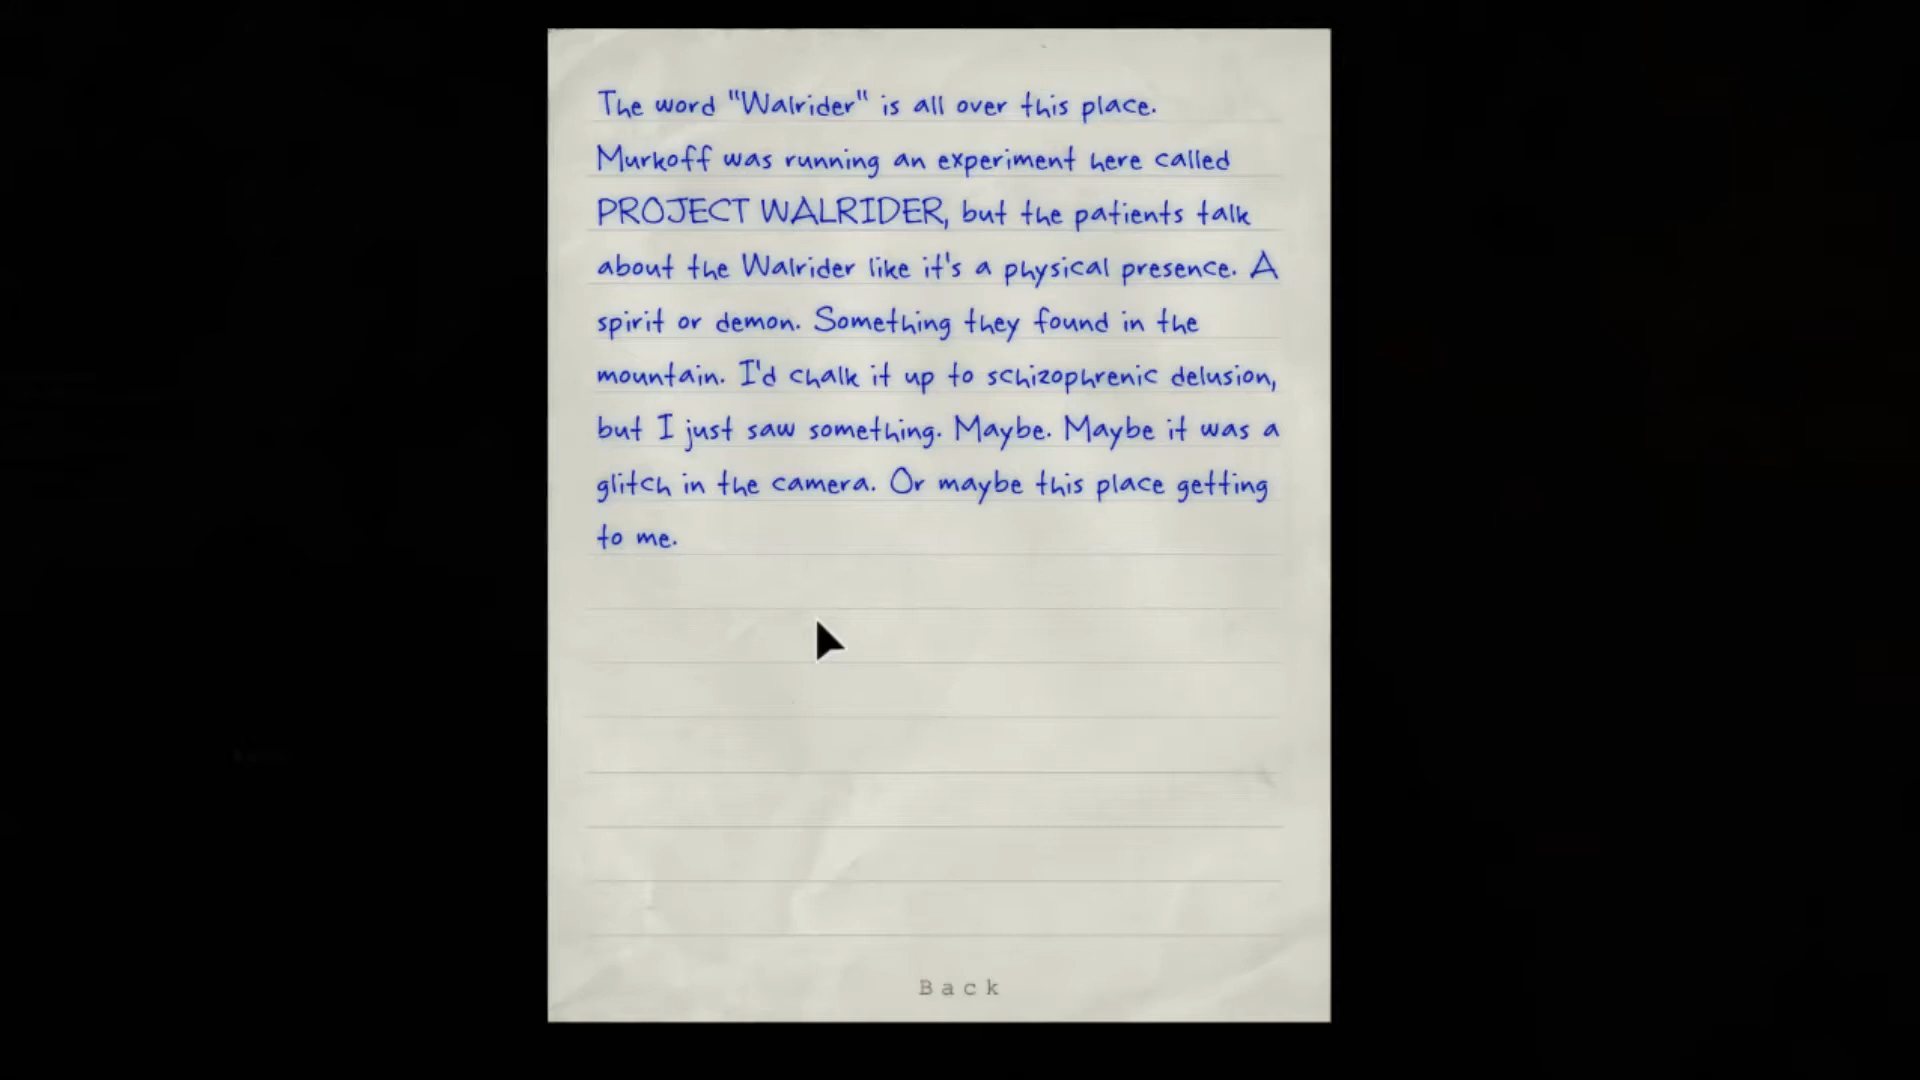 The word "Walrider" is all over this place.
Murkoff was running an experiment here called
PROJECT WALRIDER, but the patients talk
about the Walrider like it's a physical presence. A
spirit or demon. Something they found in the
mountain. I'd chalk it up to schizophrenic delusion,
but I just saw something. Maybe. Maybe it was a
glitch in the camera. Or maybe this place getting
to me.
Back